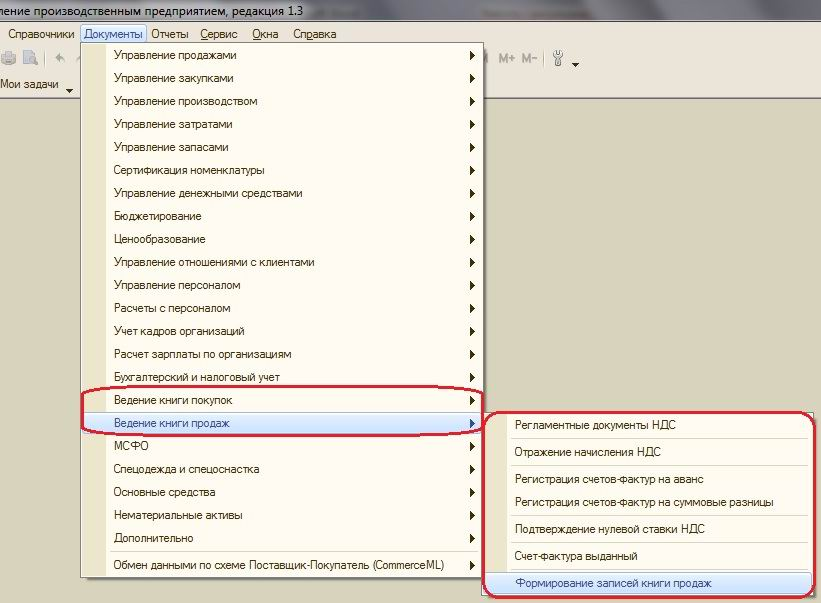 ление производственным предприятием, редакция 1.3
Справочники Документы Отчеты Сервис Окна Справка
M+ M-
Мои задачи
Управление продажами
Управление закупками
Управление производством
Управление затратами
Управление запасами
Сертификация номенклатуры
Управление денежными средствами
Бюджетирование
Ценообразование
Управление отношениями с клиентами
Управление персоналом
Расчеты с персоналом
Учет кадров организаций
Расчет зарплаты по организациям
Бухгалтерский и налоговый учет
Ведение книги покупок
Ведение книги продаж
МСФО
Спецодежда и спецоснастка
Основные средства
Нематериальные активы
Дополнительно
Обмен данными по схеме Поставщик-Покупатель (CommerceML)
Регламентные документы НДС
Отражение начисления НДС
Регистрация счетов-фактур на аванс
Регистрация счетов-фактур на суммовые разницы
Подтверждение нулевой ставки НДС
Счет-фактура выданный
Формирование записей книги продаж